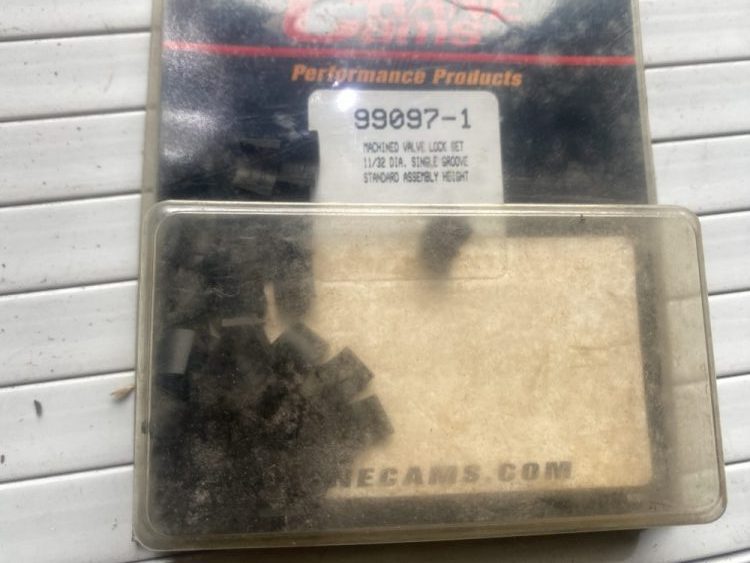 Performance Products
99097-1
MACHINED VALVE LOCK SET
11/32 DIA. SINGLE GROOVE
STANDARD ASSEMBLY HEIGHT
NECAMS.COM